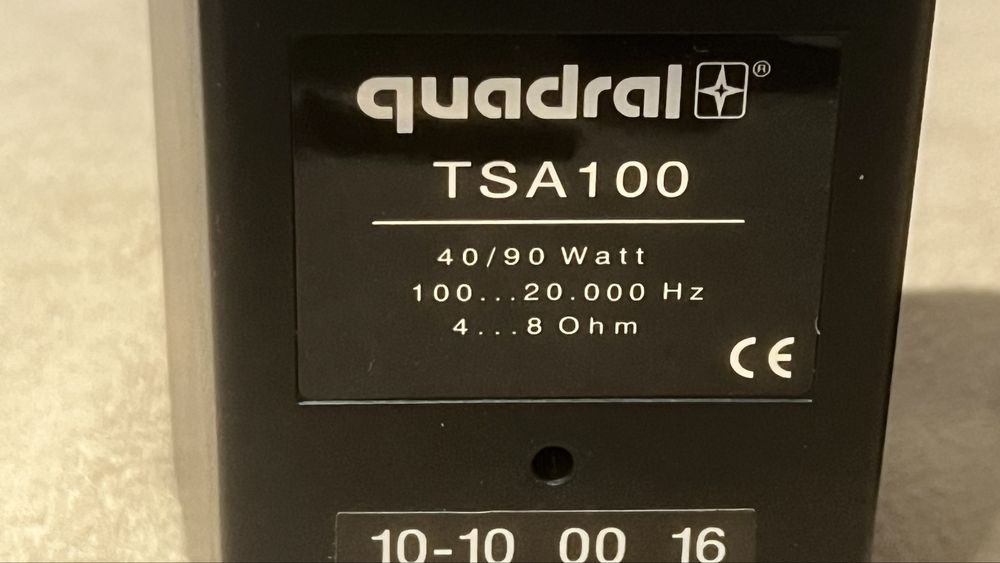 quadral®
TSA100
40/90 Watt
100...20.000 Hz
4...8 Ohm
CE
10-10 00 16